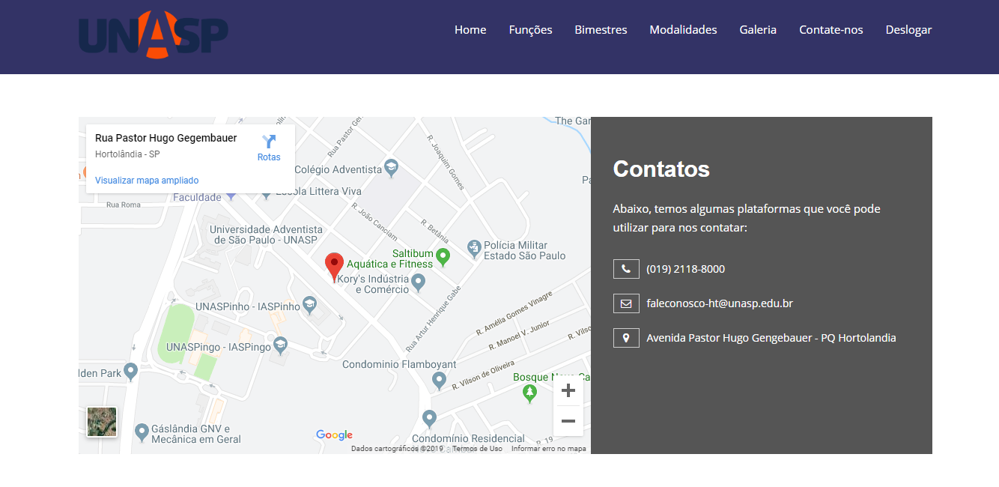 UNASP
Home
Funções
Bimestres
Modalidades
Galeria
Contate-nos
Deslogar
Rua Pastor Hugo Gegembauer
Hortolândia - SP
Rotas
Visualizar mapa ampliado
Rua Pastor
R. Joaquim Gomes
The Gar
Colégio Adventista
Escola Littera Viva
Faculdade
Rua Roma
R. João Canciam
R. Betânia
Universidade Adventista
de São Paulo - UNASP
Polícia Militar
Estado São Paulo
Saltibum
Aquática e Fitness
Kory's Indústria
e Comércio
UNASPinho - IASPinho
Rua Artur Henrique Gabe
R. Amélia Gomes Vinagre
R. Manoel V. Junior
R. Vilso
UNASPingo - IASPingo
lden Park
Condominio Flamboyant
R. Vilson de Oliveira
Bosque
Gáslândia GNV e
Mecânica em Geral
Condomínio Residencial
R. 19
Google
Dados cartográficos ©2019
Termos de Uso
Informar erro no mapa
Contatos
Abaixo, temos algumas plataformas que você pode
utilizar para nos contatar:
(019) 2118-8000
faleconosco-ht@unasp.edu.br
Avenida Pastor Hugo Gengebauer - PQ Hortolandia